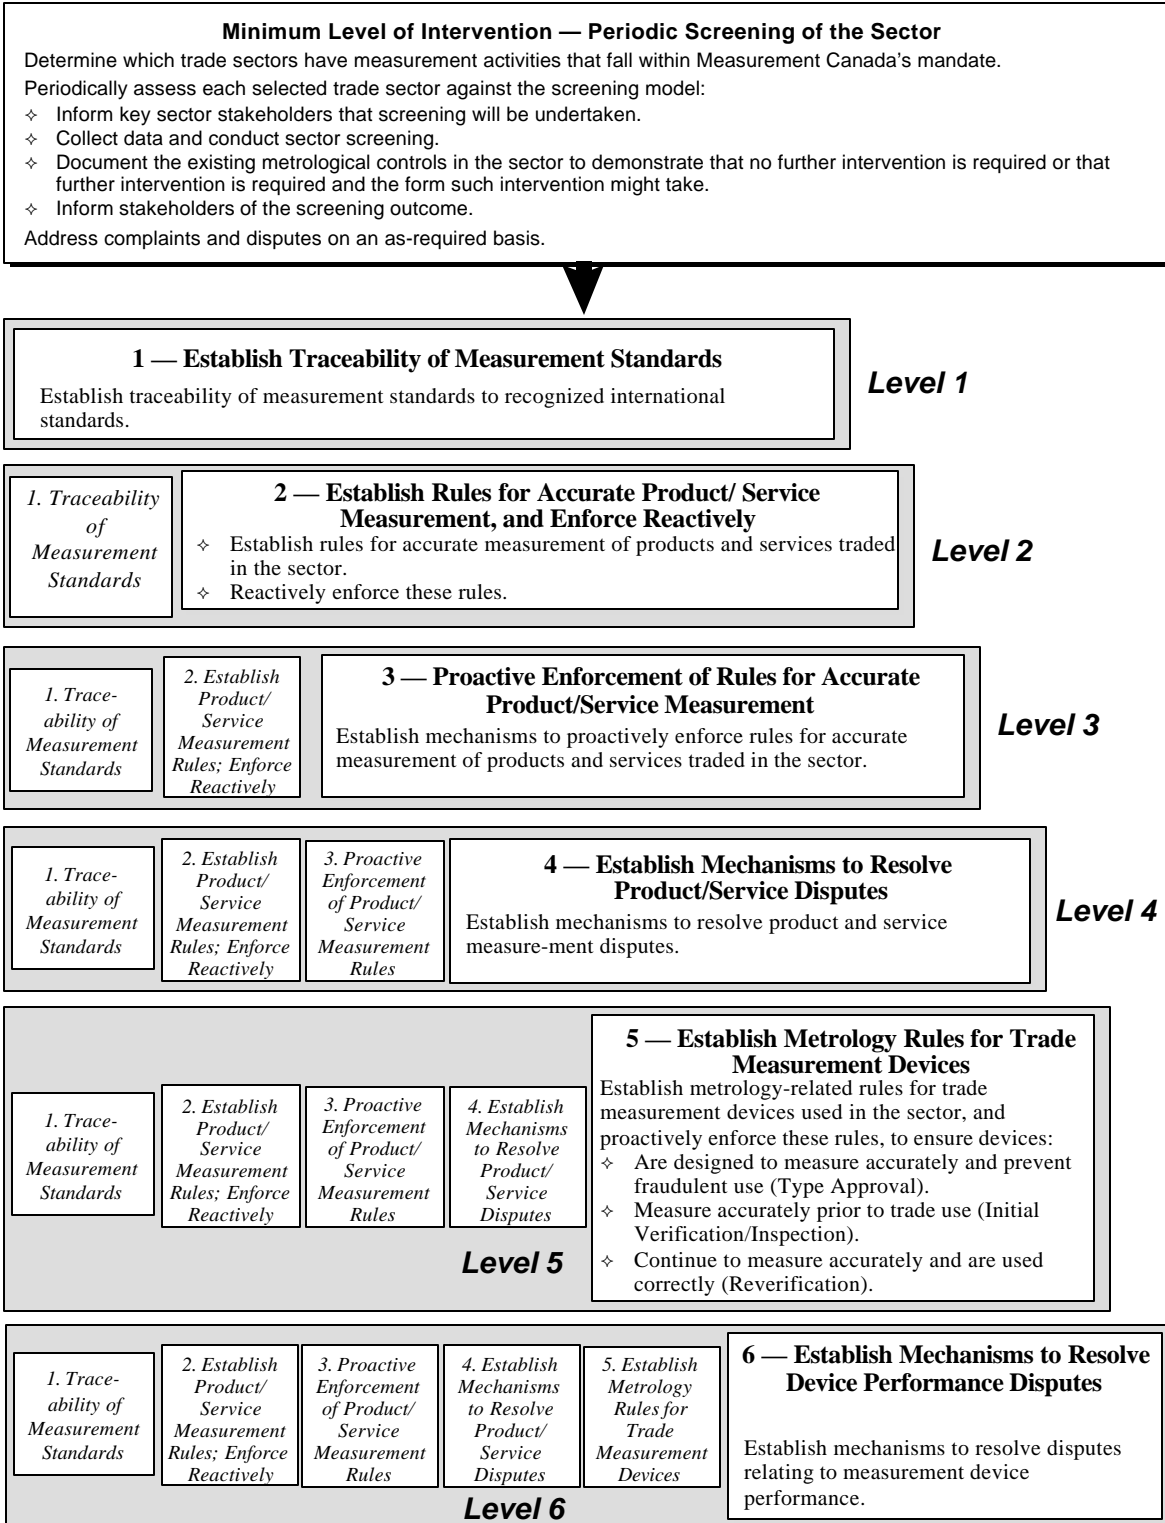 Minimum Level of Intervention — Periodic Screening of the Sector
Determine which trade sectors have measurement activities that fall within Measurement Canada's mandate.
Periodically assess each selected trade sector against the screening model:
✧ Inform key sector stakeholders that screening will be undertaken.
✧ Collect data and conduct sector screening.
✧ Document the existing metrological controls in the sector to demonstrate that no further intervention is required or that
further intervention is required and the form such intervention might take.
✧ Inform stakeholders of the screening outcome.
Address complaints and disputes on an as-required basis.
1 — Establish Traceability of Measurement Standards
Establish traceability of measurement standards to recognized international
standards.
Level 1
1. Traceability
of
Measurement
Standards
2 — Establish Rules for Accurate Product/ Service
Measurement, and Enforce Reactively
✧ Establish rules for accurate measurement of products and services traded
in the sector.
✧ Reactively enforce these rules.
Level 2
1. Trace-
ability of
Measurement
Standards
2. Establish
Product/
Service
Measurement
Rules; Enforce
Reactively
3 — Proactive Enforcement of Rules for Accurate
Product/Service Measurement
Establish mechanisms to proactively enforce rules for accurate
measurement of products and services traded in the sector.
Level 3
1. Trace-
ability of
Measurement
Standards
2. Establish
Product/
Service
Measurement
Rules; Enforce
Reactively
3. Proactive
Enforcement
of Product/
Service
Measurement
Rules
4 — Establish Mechanisms to Resolve
Product/Service Disputes
Establish mechanisms to resolve product and service
measure-ment disputes.
Level 4
1. Trace-
ability of
Measurement
Standards
2. Establish
Product/
Service
Measurement
Rules; Enforce
Reactively
3. Proactive
Enforcement
of Product/
Service
Measurement
Rules
4. Establish
Mechanisms
to Resolve
Product/
Service
Disputes
5 — Establish Metrology Rules for Trade
Measurement Devices
Establish metrology-related rules for trade
measurement devices used in the sector, and
proactively enforce these rules, to ensure devices:
✧ Are designed to measure accurately and prevent
fraudulent use (Type Approval).
✧ Measure accurately prior to trade use (Initial
Verification/Inspection).
✧ Continue to measure accurately and are used
correctly (Reverification).
Level 5
1. Trace-
ability of
Measurement
Standards
2. Establish
Product/
Service
Measurement
Rules; Enforce
Reactively
3. Proactive
Enforcement
of Product/
Service
Measurement
Rules
4. Establish
Mechanisms
to Resolve
Product/
Service
Disputes
5. Establish
Metrology
Rules for
Trade
Measurement
Devices
6 — Establish Mechanisms to Resolve
Device Performance Disputes
Establish mechanisms to resolve disputes
relating to measurement device
performance.
Level 6